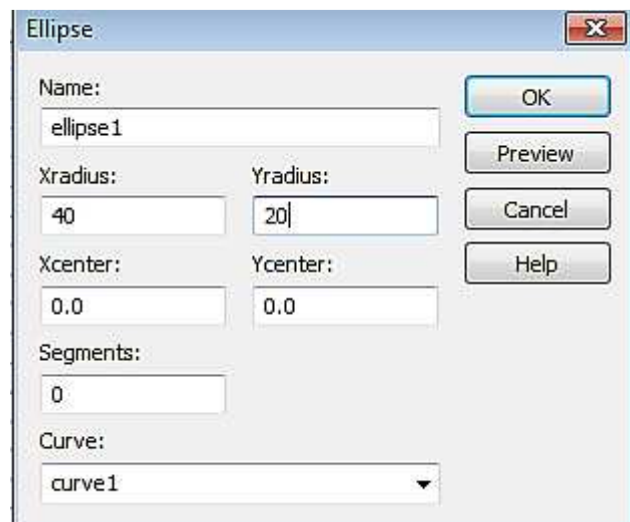 Ellipse
Name:
OK
ellipse1
Preview
Xradius:
Yradius:
40
20
Cancel
Xcenter:
Ycenter:
Help
0.0
0.0
Segments:
0
Curve:
curve1